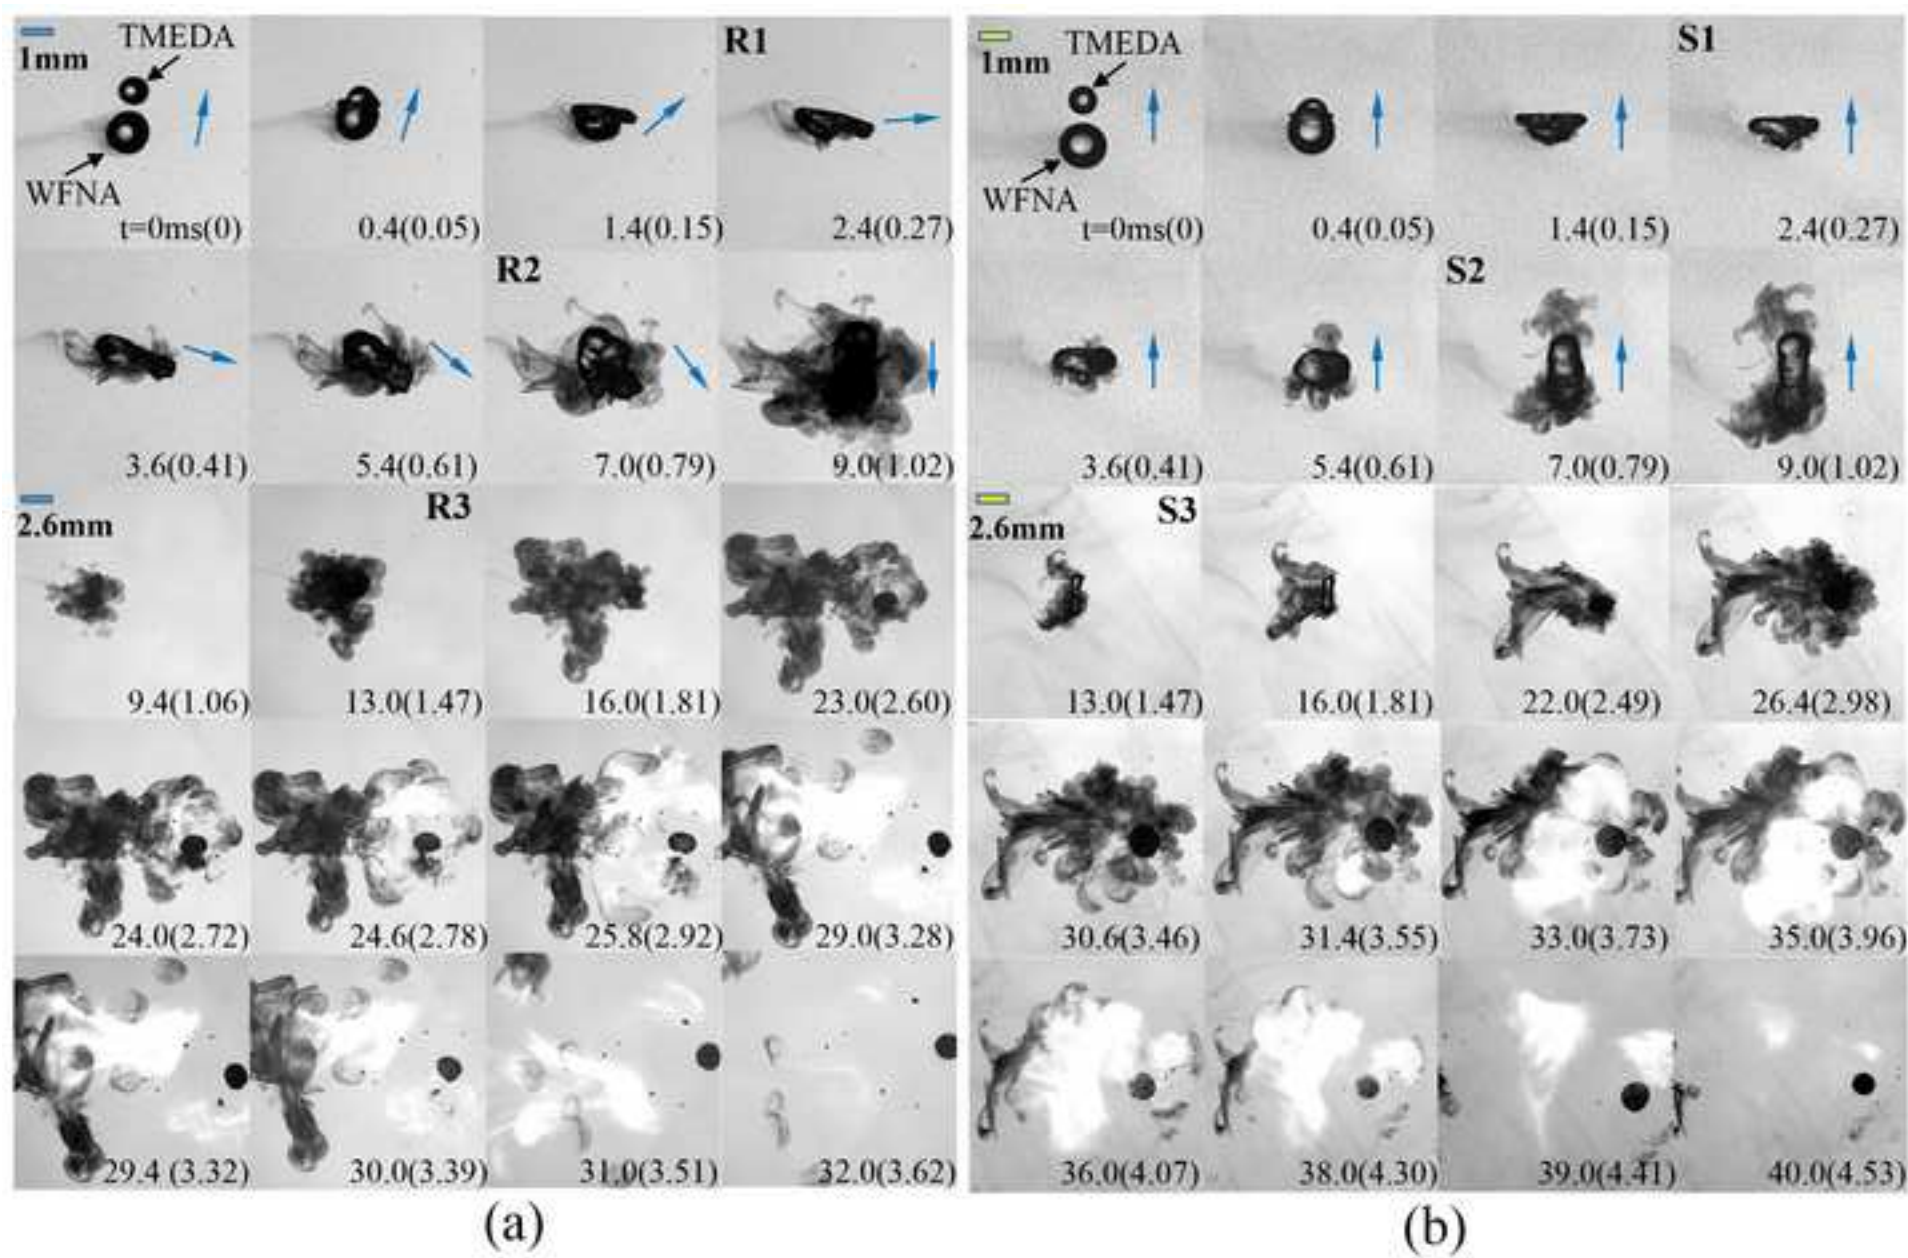 TMEDA
R1
1mm
WFNA
t=0ms(0)
0.4(0.05)
1.4(0.15)
2.4(0.27)
R2
3.6(0.41)
5.4(0.61)
7.0(0.79)
9.0(1.02)
R3
2.6mm
9.4(1.06)
13.0(1.47)
16.0(1.81)
23.0(2.60)
24.0(2.72)
24.6(2.78)
25.8(2.92)
29.0(3.28)
29.4 (3.32)
30.0(3.39)
31.0(3.51)
32.0(3.62)
(a)
TMEDA
S1
1mm
WFNA
t=0ms(0)
0.4(0.05)
1.4(0.15)
2.4(0.27)
S2
3.6(0.41)
5.4(0.61)
7.0(0.79)
9.0(1.02)
S3
2.6mm
13.0(1.47)
16.0(1.81)
22.0(2.49)
26.4(2.98)
30.6(3.46)
31.4(3.55)
33.0(3.73)
35.0(3.96)
36.0(4.07)
38.0(4.30)
39.0(4.41)
40.0(4.53)
(b)